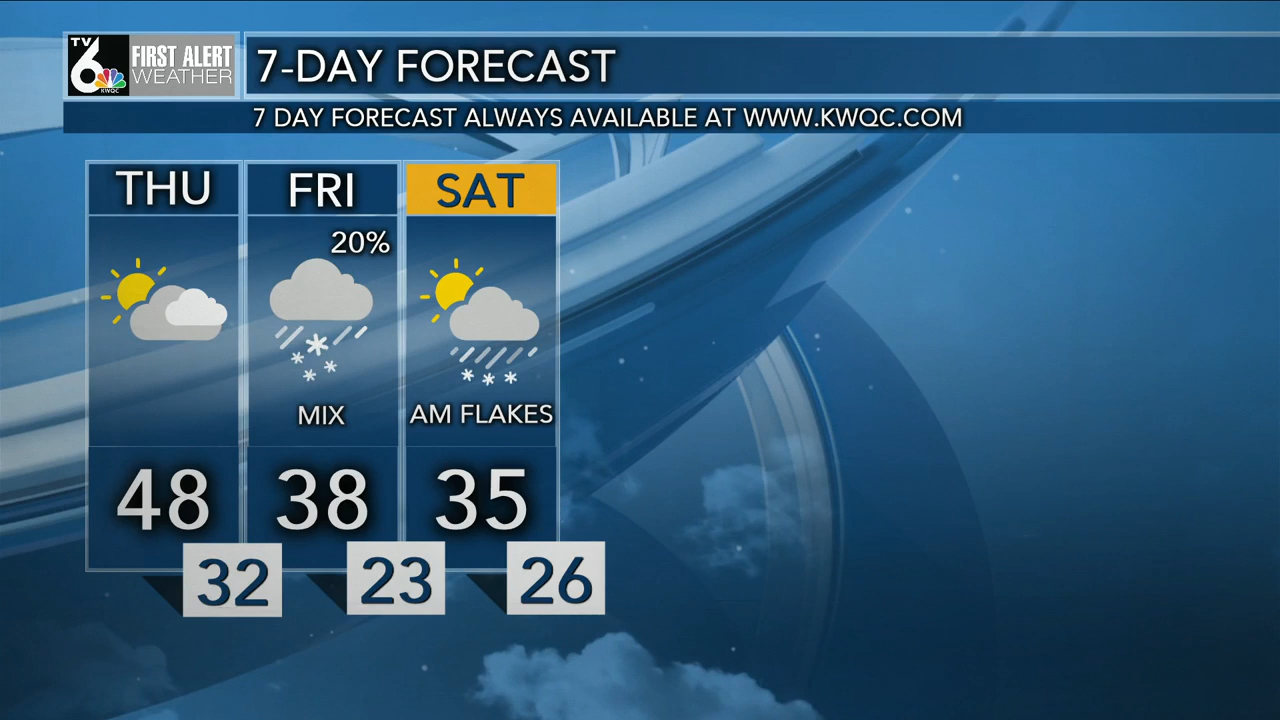 TV
6
KWQC
FIRST ALERT
WEATHER
7-DAY FORECAST
7 DAY FORECAST ALWAYS AVAILABLE AT WWW.KWQC.COM
THU
FRI
SAT
20%
MIX
AM FLAKES
48
38
35
32
23
26